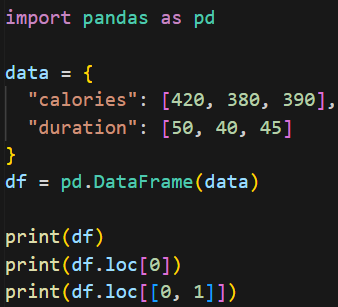 import pandas as pd

data = {
  "calories": [420, 380, 390],
  "duration": [50, 40, 45]
}
df = pd.DataFrame(data)

print(df)
print(df.loc[0])
print(df.loc[[0, 1]])